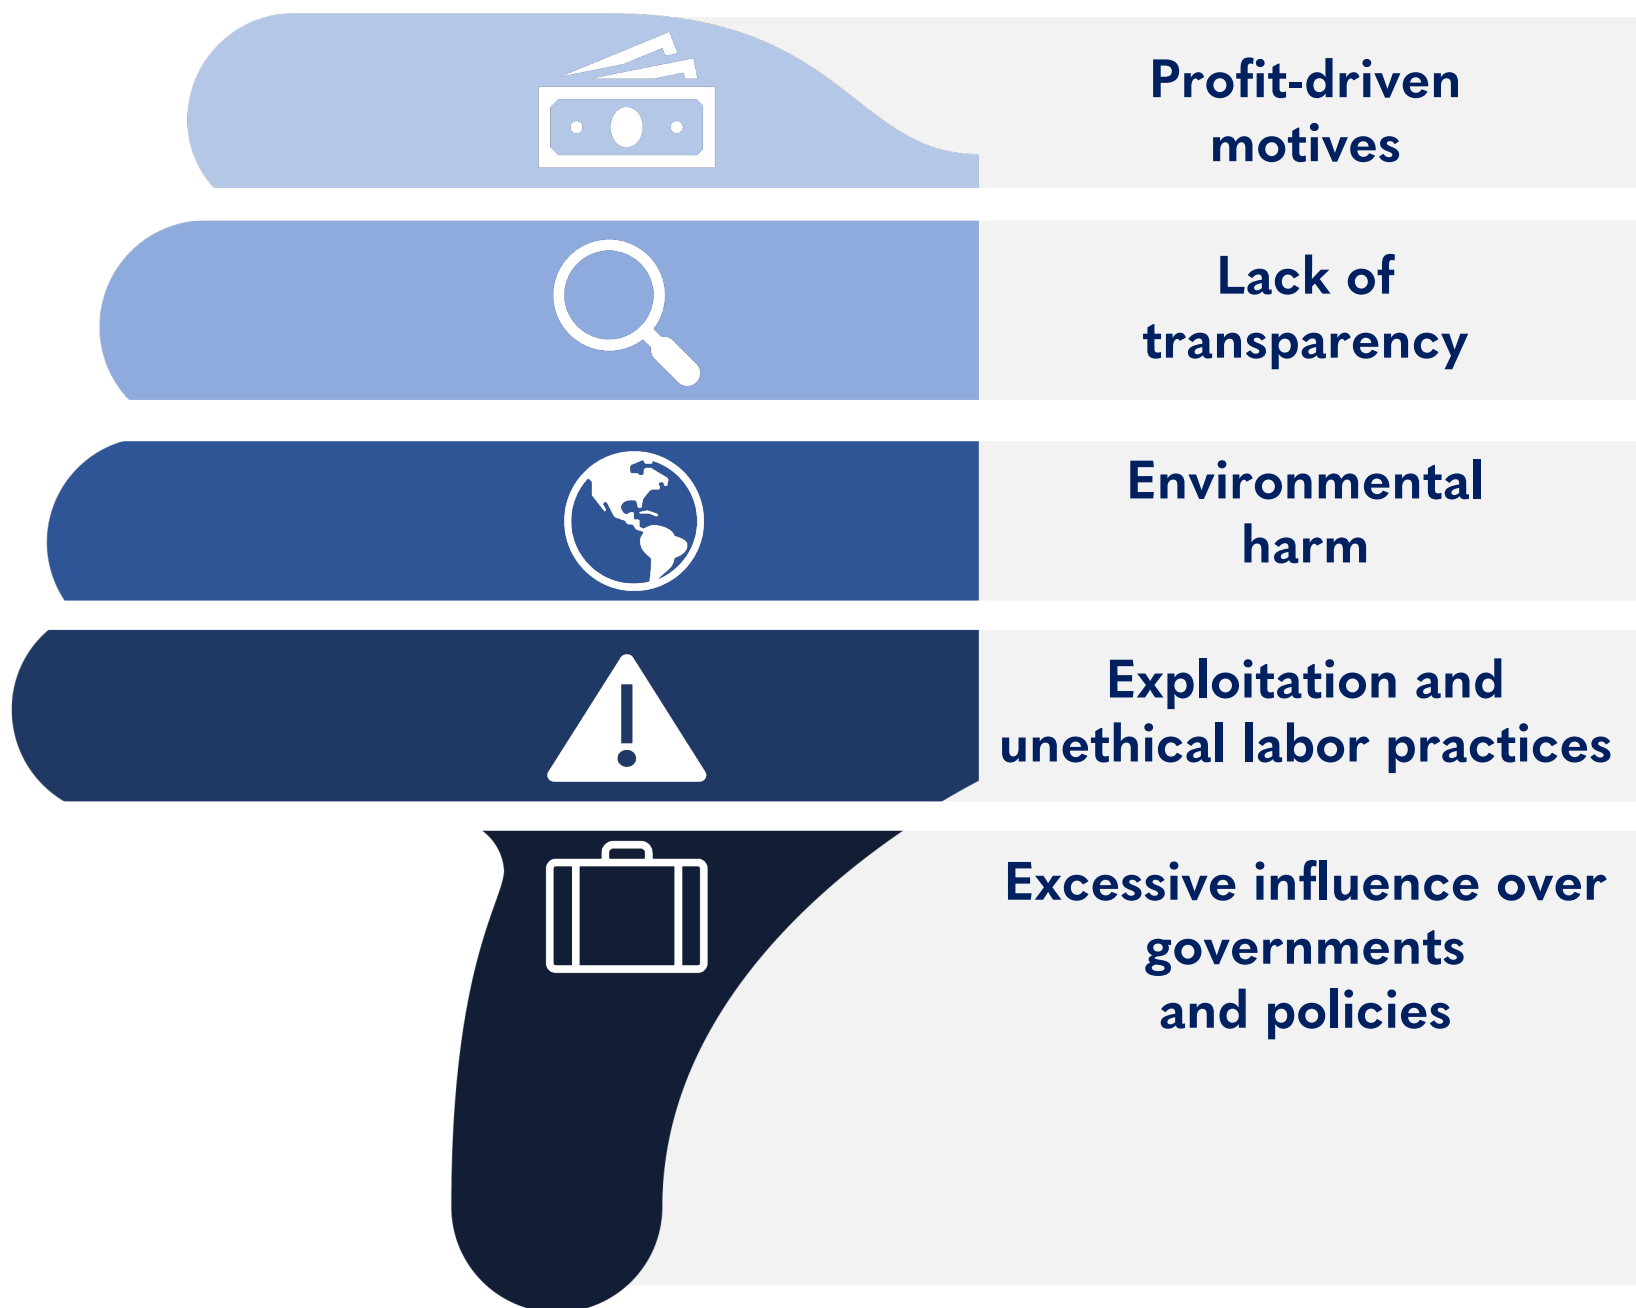 Profit-driven
motives
Lack of
transparency
Environmental
harm
Exploitation and
unethical labor practices
Excessive influence over
governments
and policies